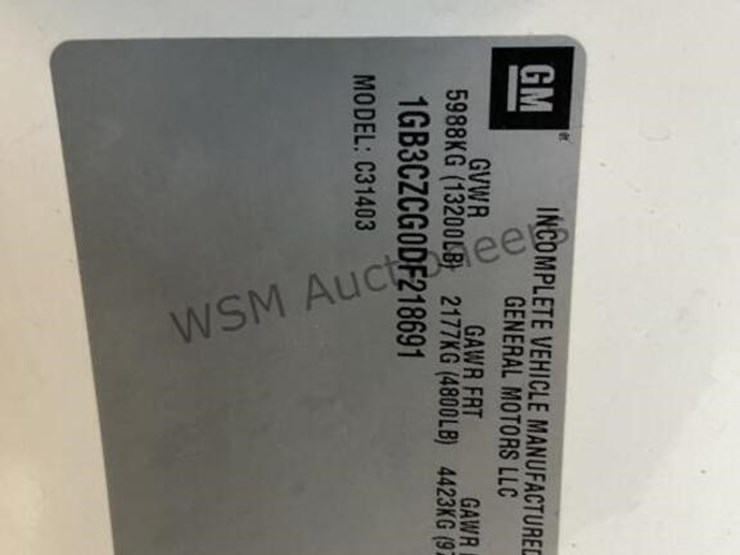 GM
INCOMPLETE VEHICLE MANUFACTURED
GENERAL MOTORS LLC
GVWR GAWR FRT GAWR
5988KG (13200LB) 2177KG (4800LB) 4423KG (97
1GB3CZCG0DF218691
MODEL: C31403
WSM Auctioneers